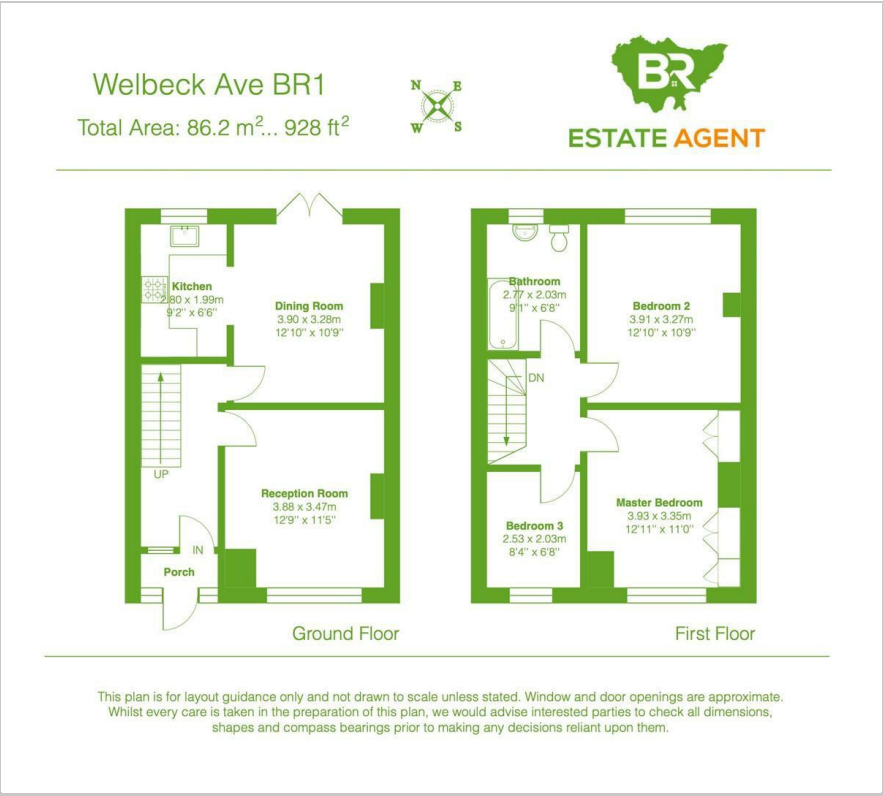 Welbeck Ave BR1
Total Area: 86.2 m²... 928 ft²
N
E
W
S
BR
ESTATE AGENT
Kitchen
2.80 x 1.99m
9'2" x 6'6"
Dining Room
3.90 x 3.28m
12'10" x 10'9"
UP
Reception Room
3.88 x 3.47m
12'9" x 11'5"
IN
Porch
Ground Floor
Bathroom
2.77 x 2.03m
9'1" x 6'8"
Bedroom 2
3.91 x 3.27m
12'10" x 10'9"
DN
Master Bedroom
3.93 x 3.35m
12'11" x 11'0"
Bedroom 3
2.53 x 2.03m
8'4" x 6'8"
First Floor
This plan is for layout guidance only and not drawn to scale unless stated. Window and door openings are approximate.
Whilst every care is taken in the preparation of this plan, we would advise interested parties to check all dimensions,
shapes and compass bearings prior to making any decisions reliant upon them.